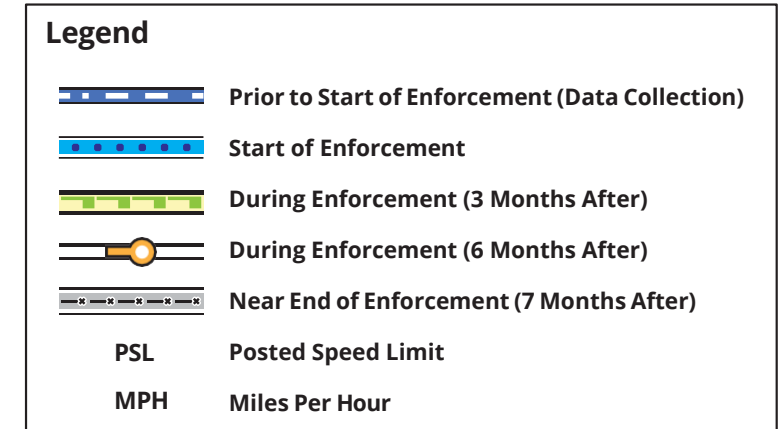 Legend
Prior to Start of Enforcement (Data Collection)
Start of Enforcement
During Enforcement (3 Months After)
During Enforcement (6 Months After)
Near End of Enforcement (7 Months After)
PSL Posted Speed Limit
MPH Miles Per Hour